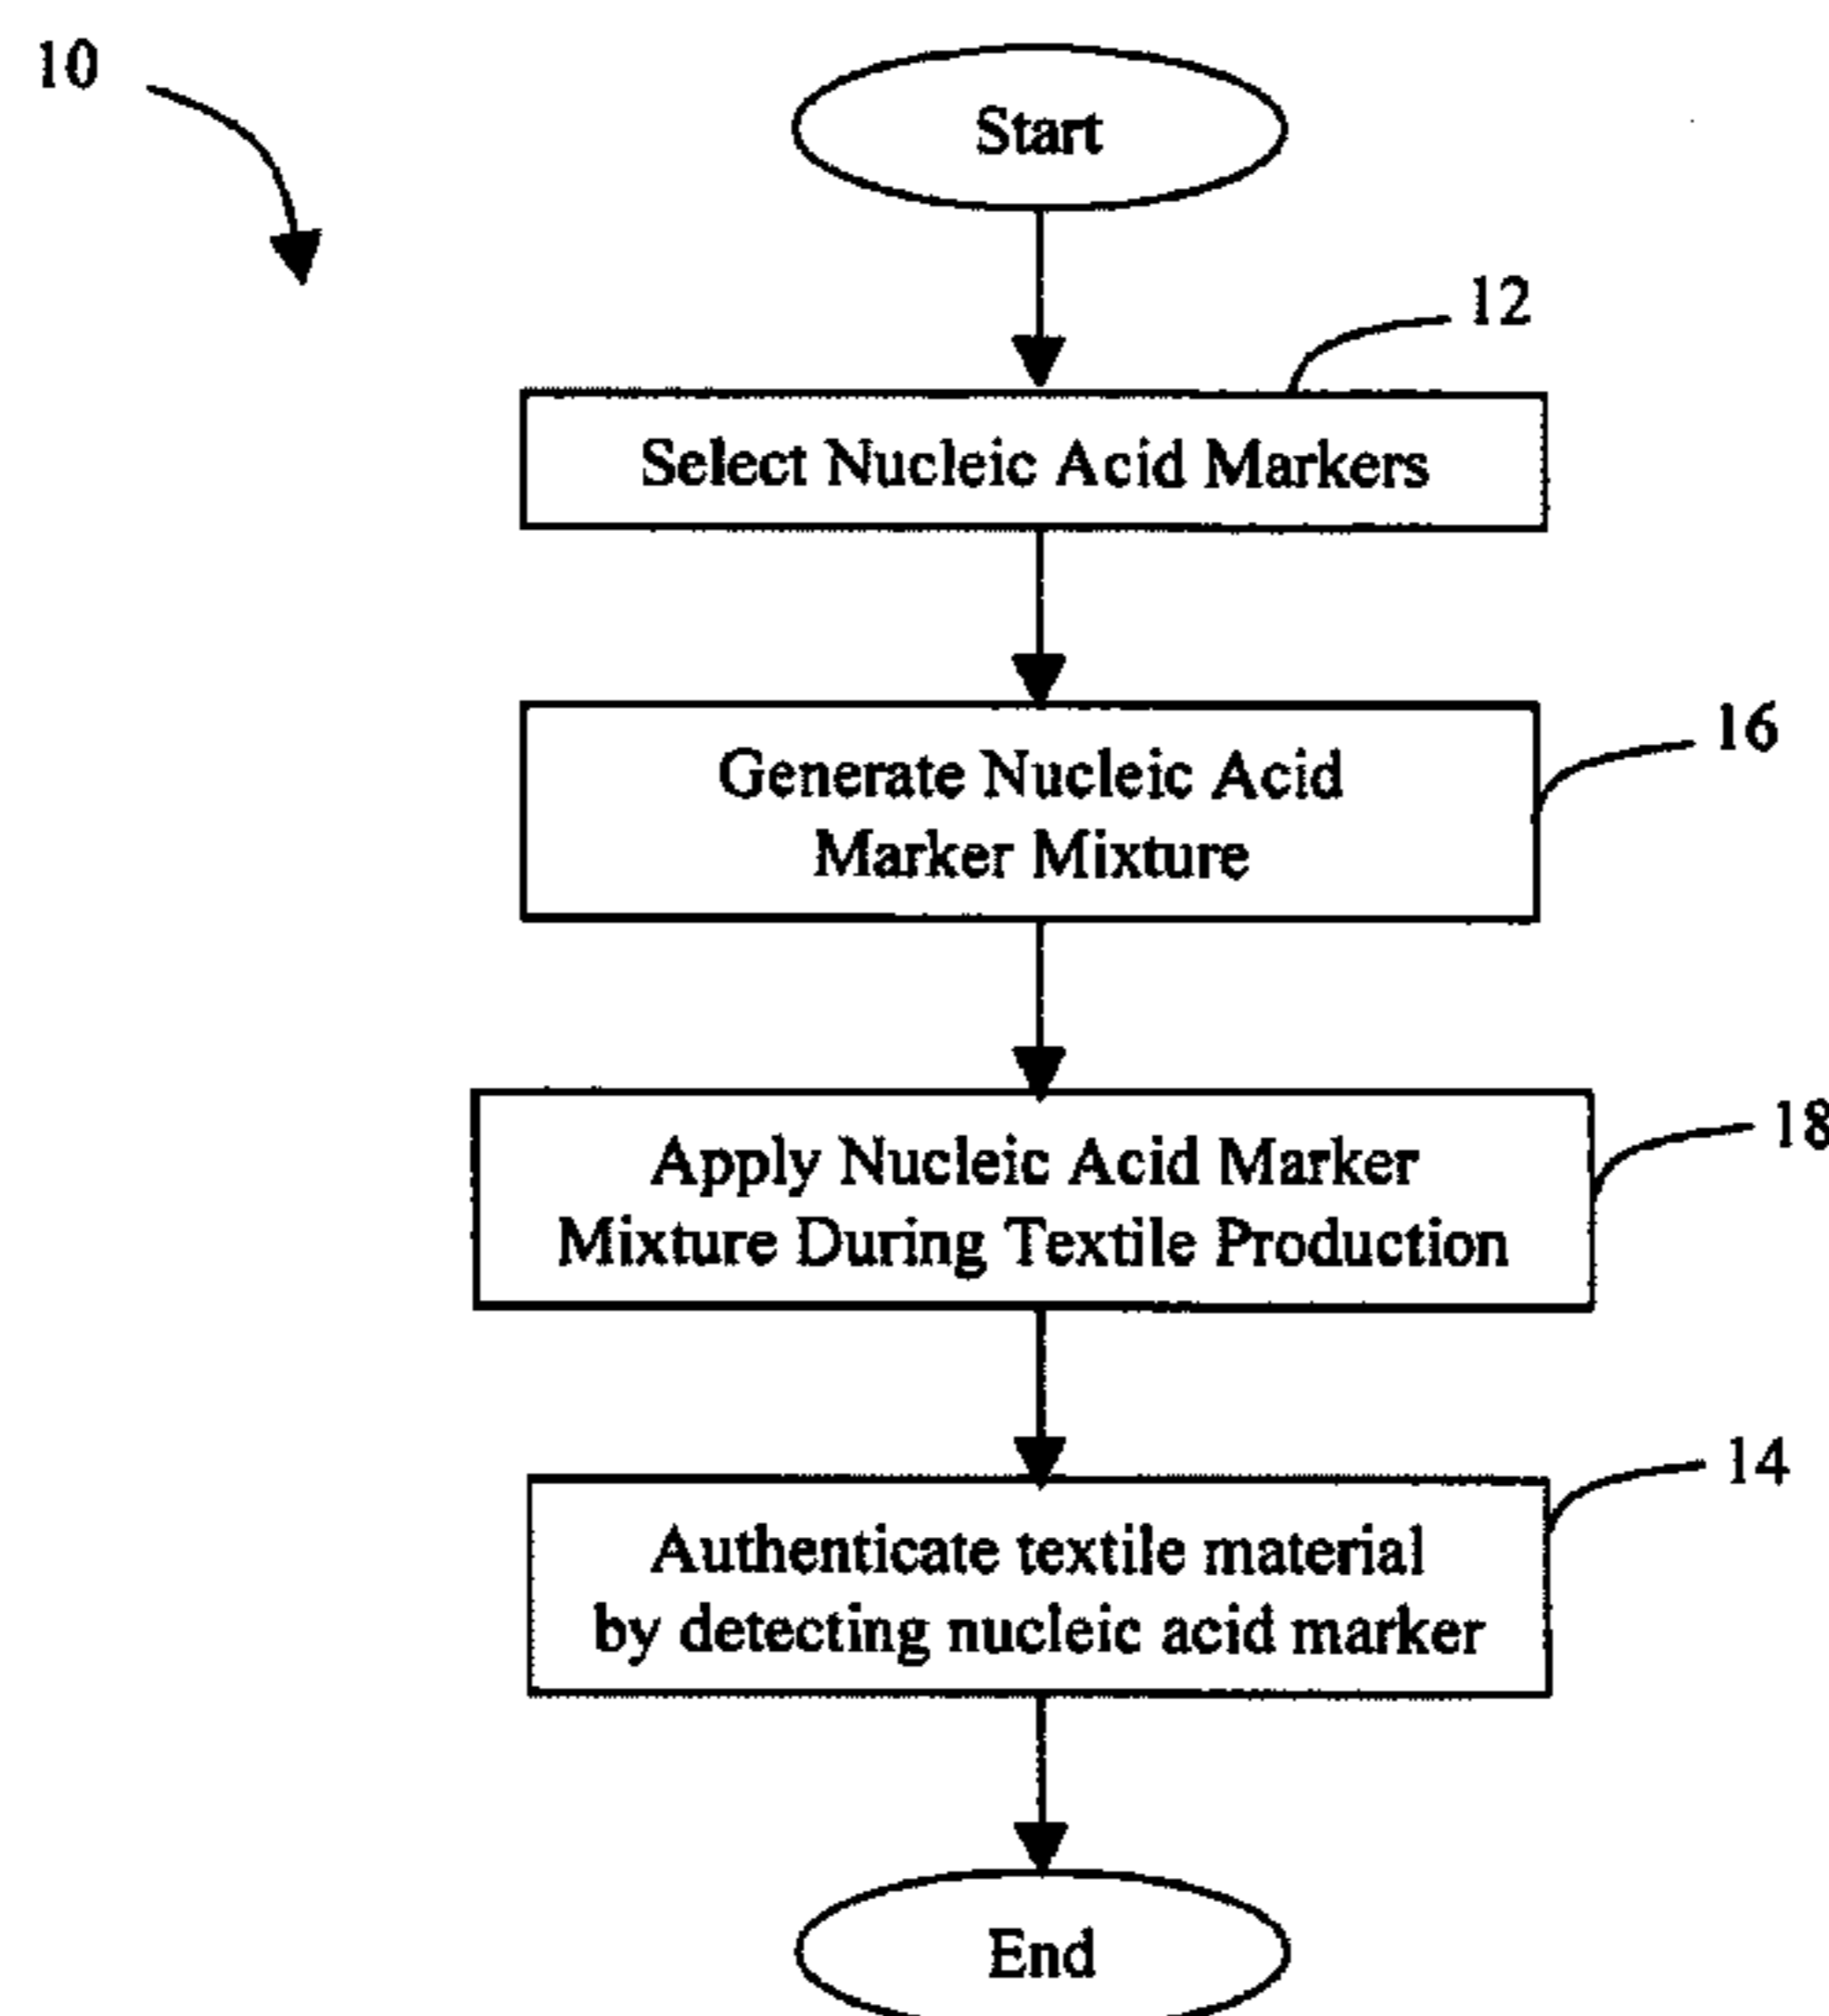 10
Start
12
Select Nucleic Acid Markers
16
Generate Nucleic Acid
Marker Mixture
18
Apply Nucleic Acid Marker
Mixture During Textile Production
14
Authenticate textile material
by detecting nucleic acid marker
End